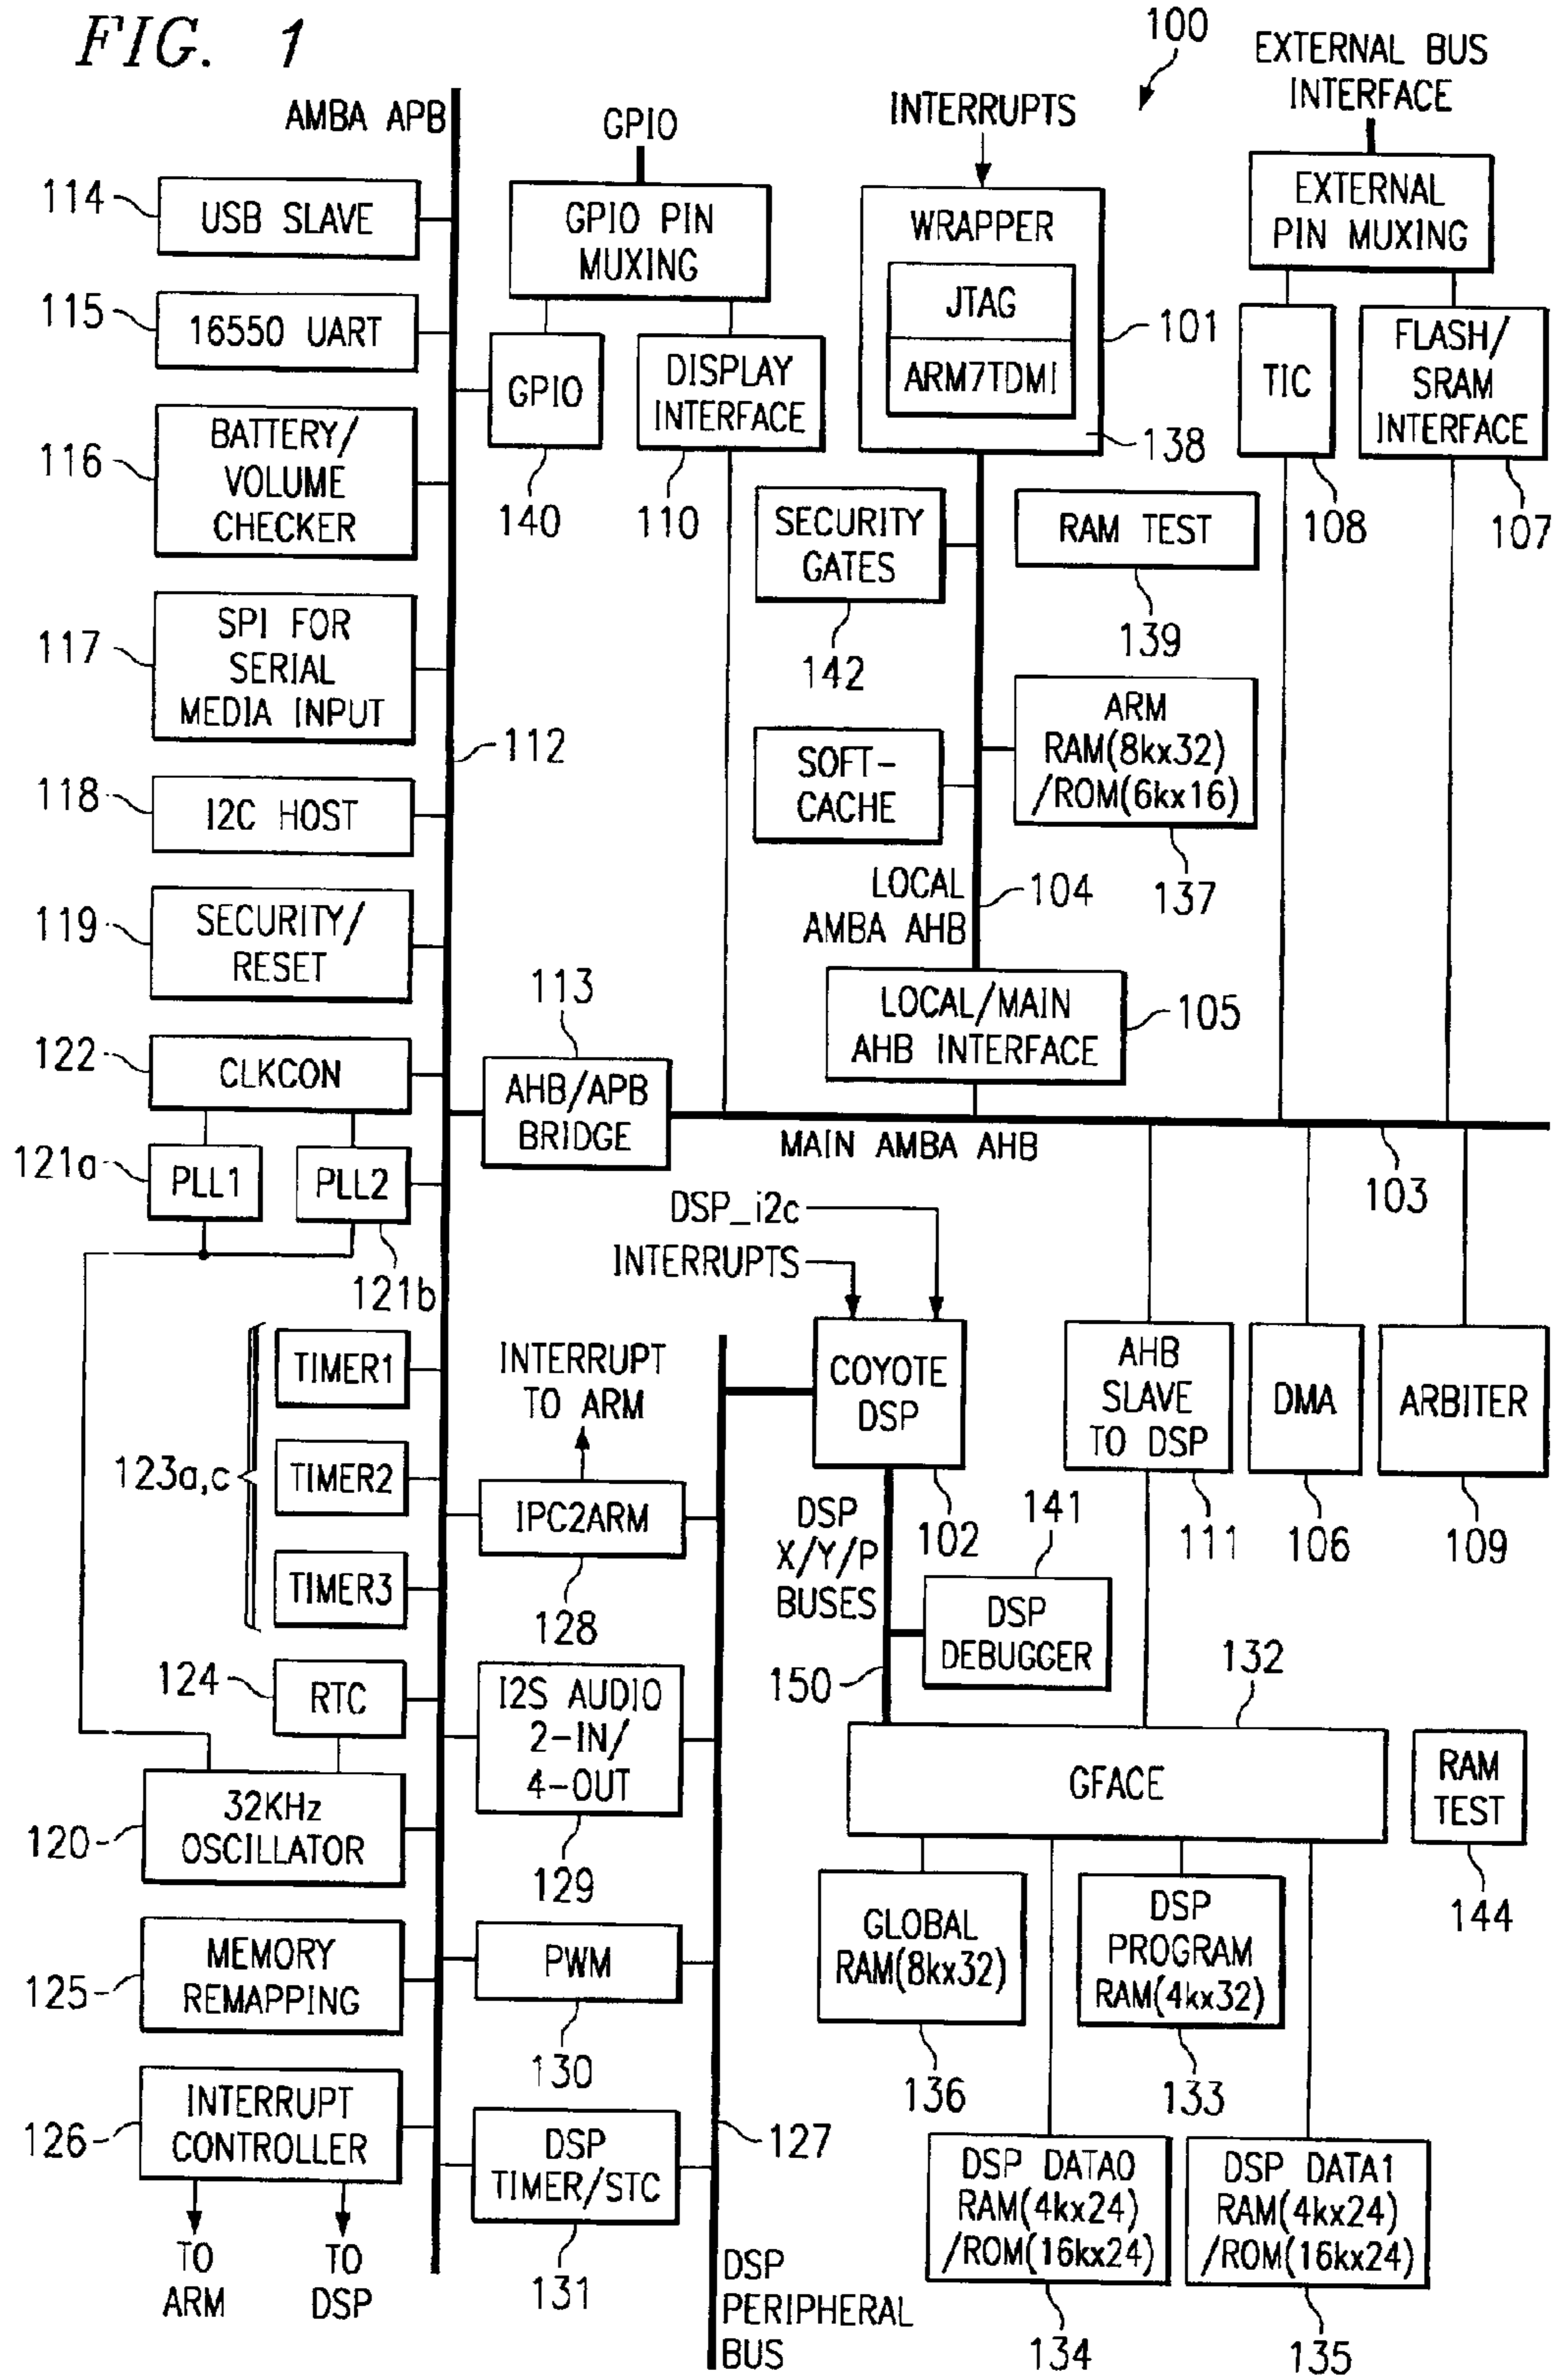 FIG. 1
100
EXTERNAL BUS
INTERFACE
AMBA APB
GPIO
INTERRUPTS
114
USB SLAVE
GPIO PIN
MUXING
WRAPPER
JTAG
ARM7TDMI
101
138
EXTERNAL
PIN MUXING
115
16550 UART
GPIO
140
DISPLAY
INTERFACE
110
TIC
108
FLASH/
SRAM
INTERFACE
107
116
BATTERY/
VOLUME
CHECKER
SECURITY
GATES
142
RAM TEST
139
117
SPI FOR
SERIAL
MEDIA INPUT
112
SOFT-
CACHE
ARM
RAM(8kx32)
/ROM(6kx16)
137
118
I2C HOST
LOCAL
AMBA AHB
104
119
SECURITY/
RESET
113
LOCAL/MAIN
AHB INTERFACE
105
122
CLKCON
AHB/APB
BRIDGE
MAIN AMBA AHB
103
121a
PLL1
PLL2
121b
DSP_i2c
INTERRUPTS
123a,c
TIMER1
TIMER2
TIMER3
INTERRUPT
TO ARM
COYOTE
DSP
102
AHB
SLAVE
TO DSP
111
DMA
106
ARBITER
109
IPC2ARM
128
DSP
X/Y/P
BUSES
141
DSP
DEBUGGER
150
132
124
RTC
I2S AUDIO
2-IN/
4-OUT
129
GFACE
RAM
TEST
144
120
32KHz
OSCILLATOR
125
MEMORY
REMAPPING
PWM
130
GLOBAL
RAM(8kx32)
136
DSP
PROGRAM
RAM(4kx32)
133
126
INTERRUPT
CONTROLLER
TO
ARM
TO
DSP
DSP
TIMER/STC
131
127
DSP
PERIPHERAL
BUS
DSP DATA0
RAM(4kx24)
/ROM(16kx24)
134
DSP DATA1
RAM(4kx24)
/ROM(16kx24)
135